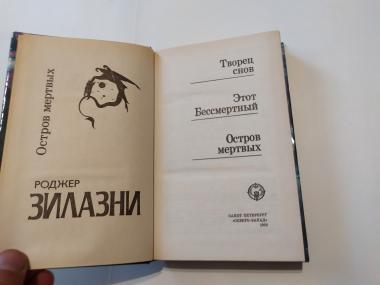 Остров мертвых
РОДЖЕР
ЗИЛАЗНИ
Творец
снов
Этот
Бессмертный
Остров
мертвых
САНКТ-ПЕТЕРБУРГ
«СЕВЕРО-ЗАПАД»